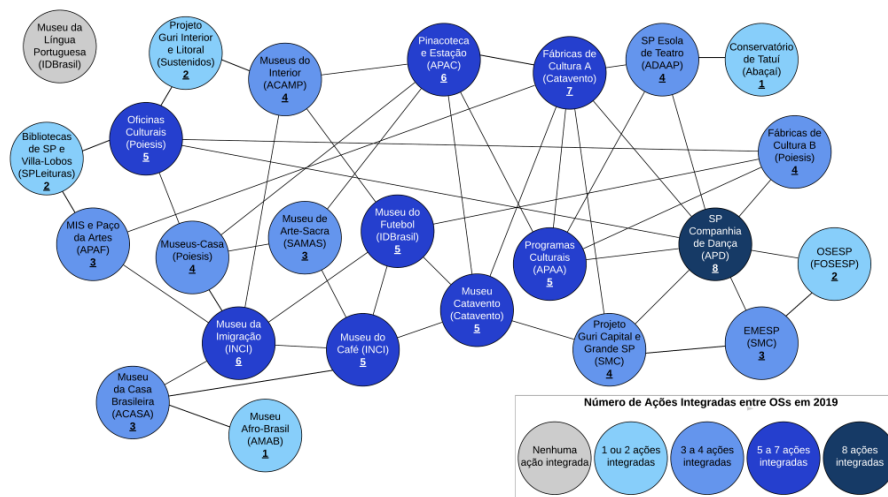 Museu da
Língua
Portuguesa
(IDBrasil)
Projeto
Guri Interior
e Litoral
(Sustenidos)
2
Museus do
Interior
(ACAMP)
4
Pinacoteca
e Estação
(APAC)
6
Fábricas de
Cultura A
(Catavento)
7
SP Escola
de Teatro
(ADAAP)
4
Conservatório
de Tatuí
(Abaçaí)
1
Oficinas
Culturais
(Poiesis)
5
Bibliotecas
de SP e
Villa-Lobos
(SPLeituras)
2
Fábricas de
Cultura B
(Poiesis)
4
MIS e Paço
da Artes
(APAF)
3
Museus-Casa
(Poiesis)
4
Museu de
Arte-Sacra
(SAMAS)
3
Museu do
Futebol
(IDBrasil)
5
Programas
Culturais
(APAA)
5
SP
Companhia
de Dança
(APD)
8
OSESP
(FOSESP)
2
Museu da
Imigração
(INCI)
6
Museu do
Café (INCI)
5
Museu
Catavento
(Catavento)
5
Projeto
Guri Capital e
Grande SP
(SMC)
4
EMESP
(SMC)
3
Museu
da Casa
Brasileira
(ACASA)
3
Museu
Afro-Brasil
(AMAB)
1
Número de Ações Integradas entre OSs em 2019
Nenhuma
ação integrada
1 ou 2 ações
integradas
3 a 4 ações
integradas
5 a 7 ações
integradas
8 ações
integradas